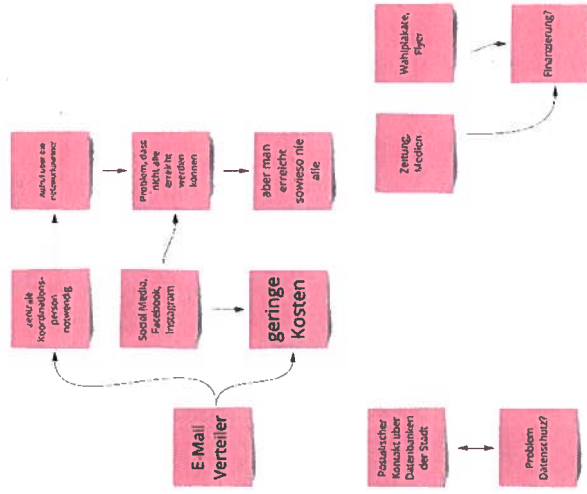 zentrale
Koordinations-
person
notwendig
Problem, dass
nicht alle
erreicht
werden
können
aber man
erreicht
sowieso nie
alle
Social Media,
Facebook,
Instagram
geringe
Kosten
E-Mail
Verteiler
Wahlplakate,
Flyer
Finanzierung?
Zeitung,
Medien
Postalischer
Kontakt über
Datenbanken
der Stadt
Problem
Datenschutz?